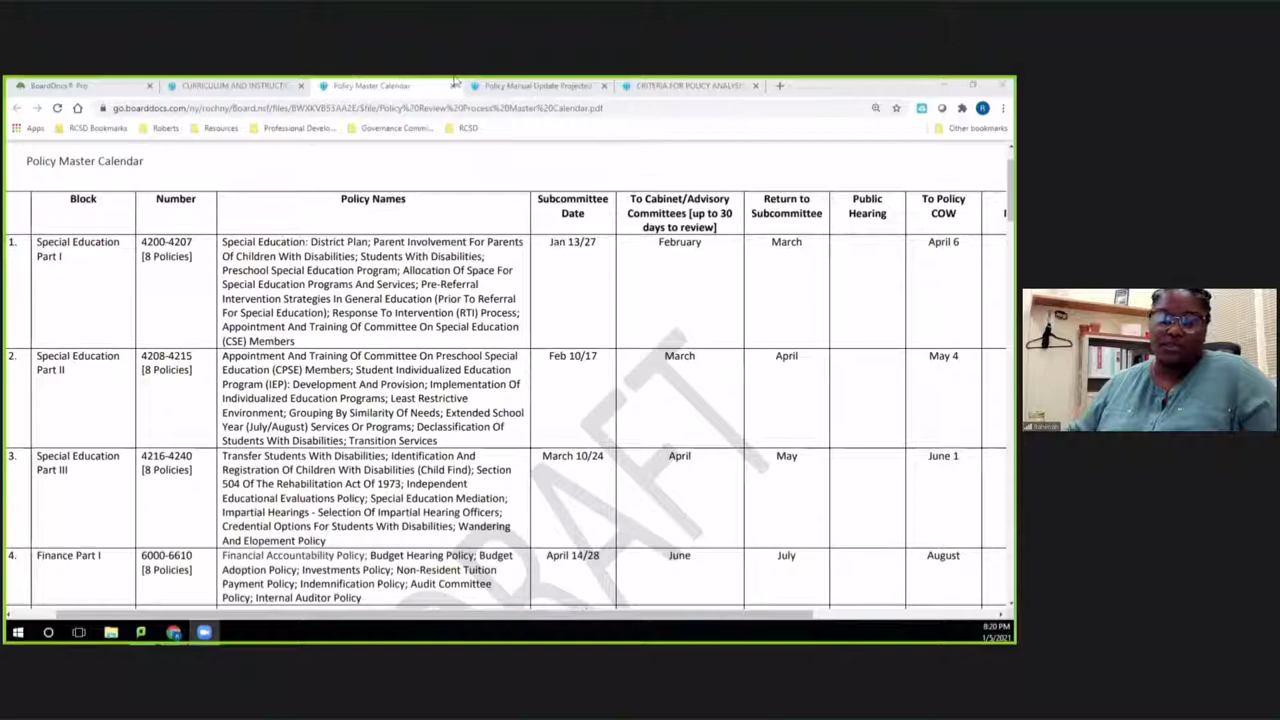 BoardDocs® Pro
CURRICULUM AND INSTRUCTI
Policy Master Calendar
Policy Manual Update Projected
CRITERIA FOR POLICY ANALYSI
go.boarddocs.com/ny/rochny/Board.nsf/files/BWXKVB53AA2E/$file/Policy%20Review%20Process%20Master%20Calendar.pdf
Apps RCSD Bookmarks Roberts Resources Professional Develo... Governance Commi... RCSD Other bookmarks
Policy Master Calendar
Block Number Policy Names Subcommittee Date To Cabinet/Advisory Committees [up to 30 days to review] Return to Subcommittee Public Hearing To Policy COW
1. Special Education Part I
4200-4207 [8 Policies]
Special Education: District Plan; Parent Involvement For Parents
Of Children With Disabilities; Students With Disabilities;
Preschool Special Education Program; Allocation Of Space For
Special Education Programs And Services; Pre-Referral
Intervention Strategies In General Education (Prior To Referral
For Special Education); Response To Intervention (RTI) Process;
Appointment And Training Of Committee On Special Education
(CSE) Members
Jan 13/27 February March April 6
2. Special Education Part II
4208-4215 [8 Policies]
Appointment And Training Of Committee On Preschool Special
Education (CPSE) Members; Student Individualized Education
Program (IEP): Development And Provision; Implementation Of
Individualized Education Programs; Least Restrictive
Environment; Grouping By Similarity Of Needs; Extended School
Year (July/August) Services Or Programs; Declassification Of
Students With Disabilities; Transition Services
Feb 10/17 March April May 4
3. Special Education Part III
4216-4240 [8 Policies]
Transfer Students With Disabilities; Identification And
Registration Of Children With Disabilities (Child Find); Section
504 Of The Rehabilitation Act Of 1973; Independent
Educational Evaluations Policy; Special Education Mediation;
Impartial Hearings - Selection Of Impartial Hearing Officers;
Credential Options For Students With Disabilities; Wandering
And Elopement Policy
March 10/24 April May June 1
4. Finance Part I
6000-6610 [8 Policies]
Financial Accountability Policy; Budget Hearing Policy; Budget
Adoption Policy; Investments Policy; Non-Resident Tuition
Payment Policy; Indemnification Policy; Audit Committee
Policy; Internal Auditor Policy
April 14/28 June July August
DRAFT
8:20 PM
1/5/2021